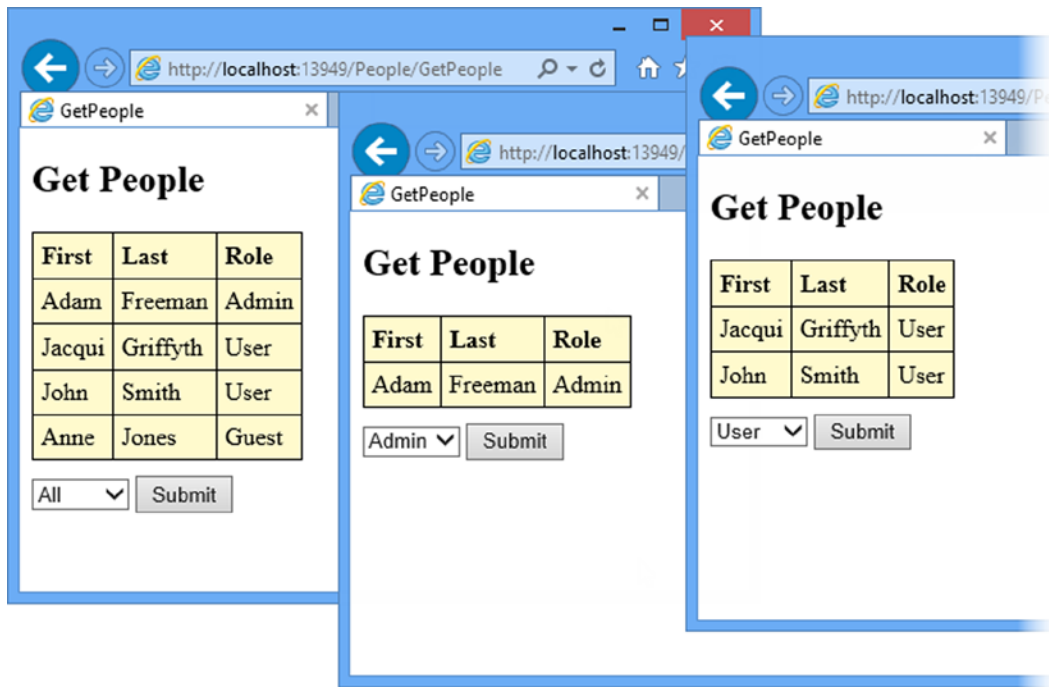 http://localhost:13949/People/GetPeople
GetPeople
Get People
First Last Role
Adam Freeman Admin
Jacqui Griffyth User
John Smith User
Anne Jones Guest
All Submit
http://localhost:13949/
GetPeople
Get People
First Last Role
Adam Freeman Admin
Admin Submit
http://localhost:13949/P
GetPeople
Get People
First Last Role
Jacqui Griffyth User
John Smith User
User Submit